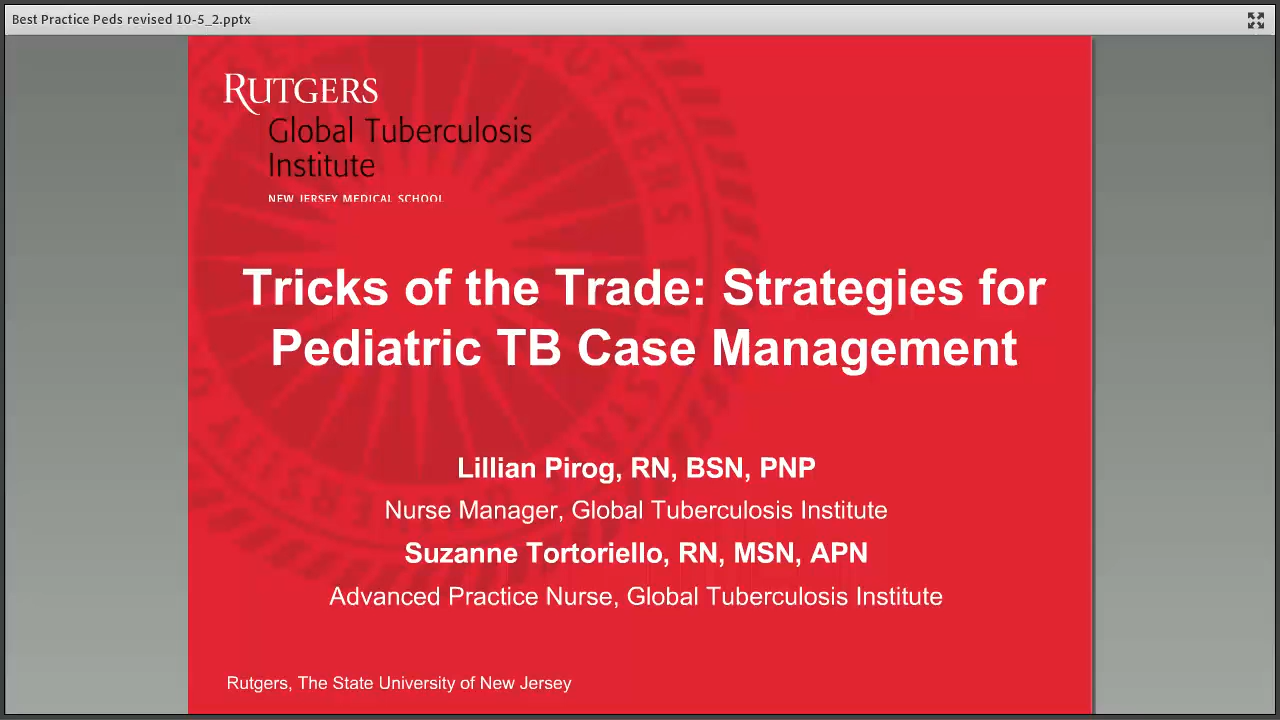 Best Practice Peds revised 10-5_2.pptx
RUTGERS
Global Tuberculosis
Institute
NEW JERSEY MEDICAL SCHOOL
Tricks of the Trade: Strategies for
Pediatric TB Case Management
Lillian Pirog, RN, BSN, PNP
Nurse Manager, Global Tuberculosis Institute
Suzanne Tortoriello, RN, MSN, APN
Advanced Practice Nurse, Global Tuberculosis Institute
Rutgers, The State University of New Jersey